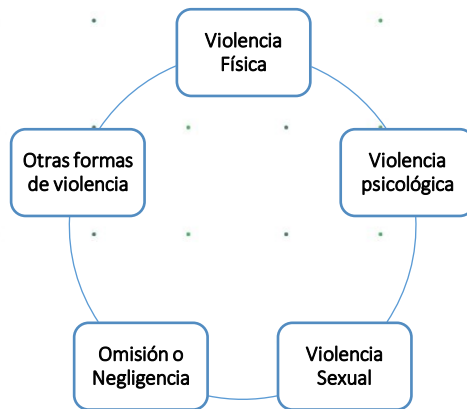 Violencia
Física
Otras formas
de violencia
Violencia
psicológica
Omisión o
Negligencia
Violencia
Sexual